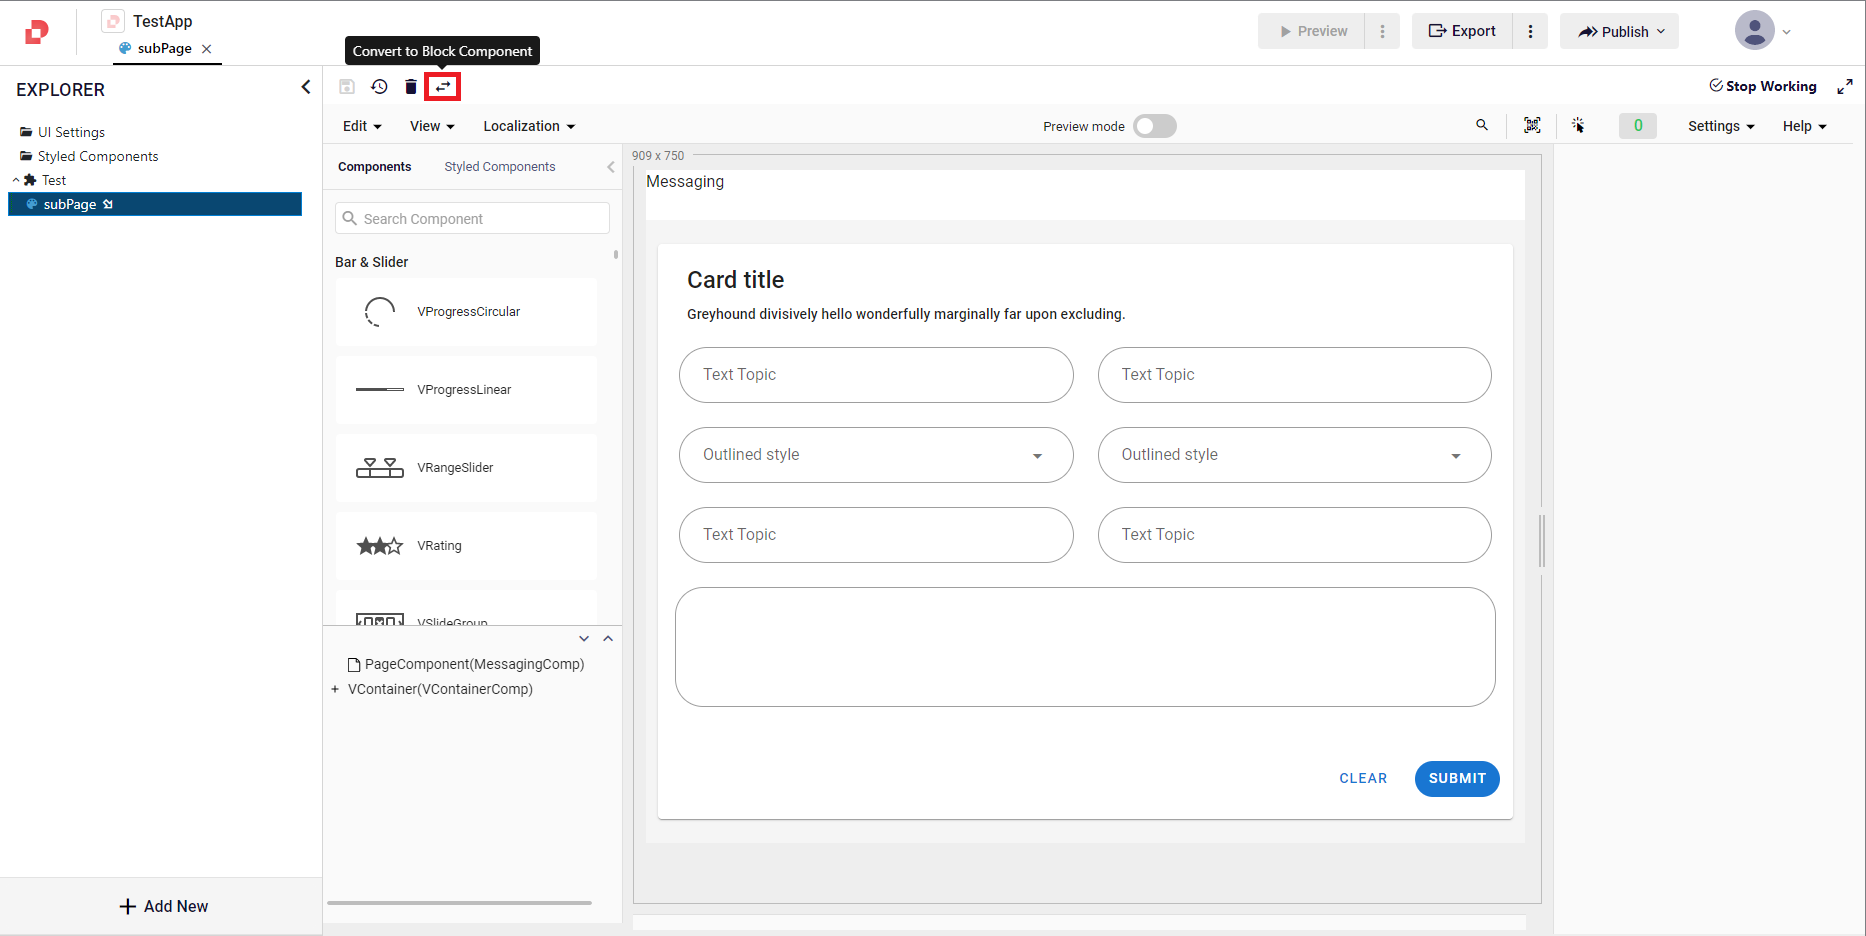 TestApp
subPage
Convert to Block Component
Preview
Export
Publish
EXPLORER
Stop Working
Edit
View
Localization
Preview mode
0
Settings
Help
UI Settings
Styled Components
Test
subPage
Components
Styled Components
Search Component
Bar & Slider
VProgressCircular
VProgressLinear
VRangeSlider
VRating
VSlideGroup
PageComponent(MessagingComp)
VContainer(VContainerComp)
Add New
909 x 750
Messaging
Card title
Greyhound divisively hello wonderfully marginally far upon excluding.
Text Topic
Text Topic
Outlined style
Outlined style
Text Topic
Text Topic
CLEAR
SUBMIT